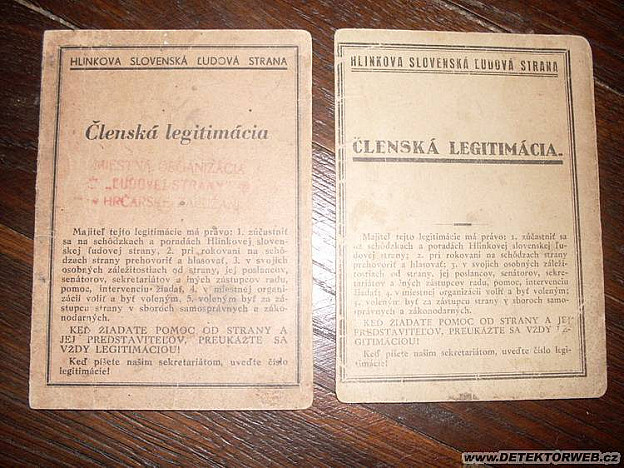 HLINKOVA SLOVENSKÁ ĽUDOVÁ STRANA
Členská legitimácia
MIESTNA ORGANIZÁCIA
ĽUDOVEJ STRANY
HRČARSKE
Majiteľ tejto legitimácie má právo: 1. zúčastniť
sa na schôdzkach a poradách Hlinkovej sloven-
skej ľudovej strany, 2. pri rokovaní na schô-
dzach strany prehovoriť a hlasovať, 3. v svojich
osobných záležitostiach od strany, jej poslancov,
senátorov, sekretariátov a iných zástupcov radu,
pomoc, intervenciu žiadať, 4. v miestnej organi-
zácii voliť a byť voleným, 5. voleným byť za zá-
stupcu strany v sboroch samosprávnych a záko-
nodarných.
KEĎ ŽIADATE POMOC OD STRANY A
JEJ PREDSTAVITEĽOV, PREUKÁŽTE SA
VŽDY LEGITIMÁCIOU!
Keď píšete našim sekretariátom, uveďte číslo
legitimácie!
HLINKOVA SLOVENSKÁ ĽUDOVÁ STRANA
ČLENSKÁ LEGITIMÁCIA.
Majiteľ tejto legitimácie má právo: 1. zúčastniť sa
na schôdzkach a poradách Hlinkovej slovenskej ľu-
dovej strany; 2. pri rokovaní na schôdzach strany
prehovoriť a hlasovať; 3. v svojich osobných záleži-
tostiach od strany, jej poslancov, senátorov, sekre-
tariátov a iných zástupcov radu, pomoc, intervenciu
žiadať; 4. v miestnej organizácii voliť a byť voleným;
voleným byť za zástupcu strany v sboroch samo-
správnych a zákonodarných.
KEĎ ŽIADATE POMOC OD STRANY A JEJ
PREDSTAVITEĽOV, PREUKÁŽTE SA VŽDY
LEGITIMÁCIOU!
Keď píšete našim sekretariátom, uveďte číslo legi-
timácie!
www.DETEKTORWEB.cz